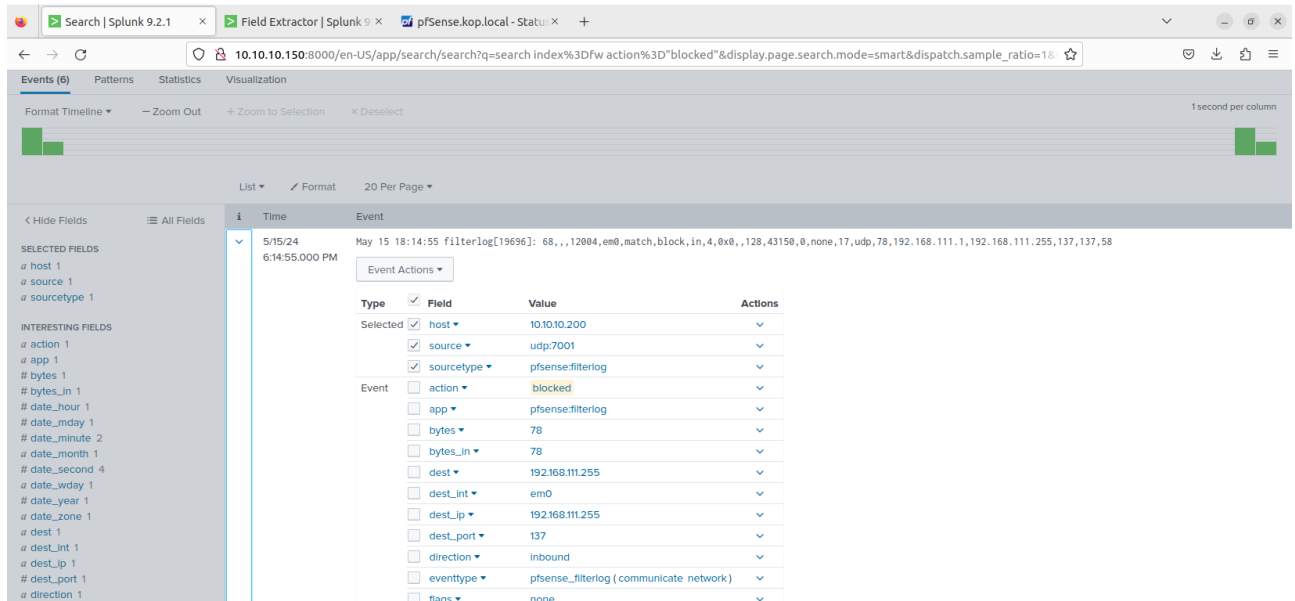 Search | Splunk 9.2.1 ×
Field Extractor | Splunk 9 ×
pfSense.kop.local - Status ×
+
10.10.10.150:8000/en-US/app/search/search?q=search index%3Dfw action%3D"blocked"&display.page.search.mode=smart&dispatch.sample_ratio=1&
Events (6) Patterns Statistics Visualization
Format Timeline — Zoom Out + Zoom to Selection × Deselect 1 second per column
List Format 20 Per Page
< Hide Fields All Fields i Time Event
SELECTED FIELDS
a host 1
a source 1
a sourcetype 1
INTERESTING FIELDS
a action 1
a app 1
# bytes 1
# bytes_in 1
# date_hour 1
# date_mday 1
# date_minute 2
a date_month 1
# date_second 4
a date_wday 1
# date_year 1
a date_zone 1
a dest 1
a dest_int 1
a dest_ip 1
# dest_port 1
a direction 1
5/15/24
6:14:55.000 PM
May 15 18:14:55 filterlog[19696]: 68,,,12004,em0,match,block,in,4,0x0,,128,43150,0,none,17,udp,78,192.168.111.1,192.168.111.255,137,137,58
Event Actions
Type Field Value Actions
Selected host 10.10.10.200
source udp:7001
sourcetype pfsense:filterlog
Event action blocked
app pfsense:filterlog
bytes 78
bytes_in 78
dest 192.168.111.255
dest_int em0
dest_ip 192.168.111.255
dest_port 137
direction inbound
eventtype pfsense_filterlog ( communicate network )
flags none